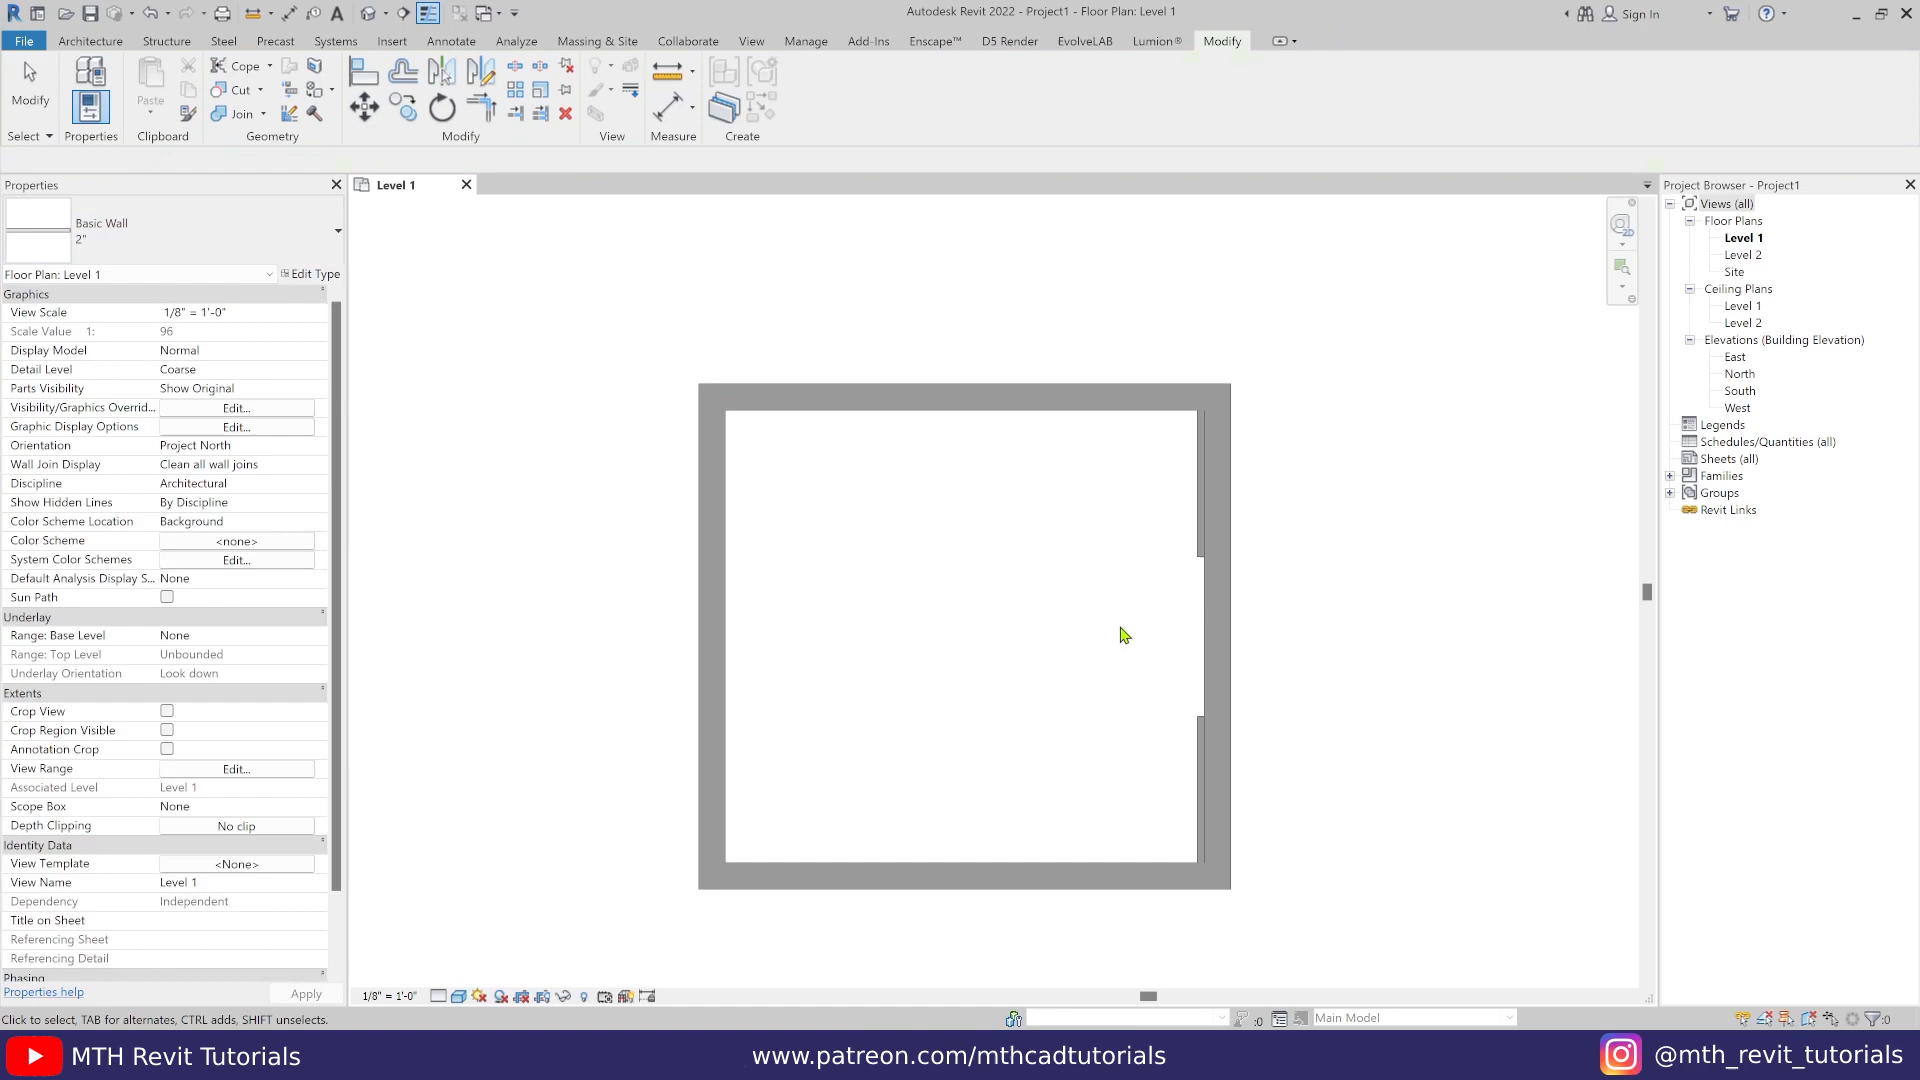 Autodesk Revit 2022 - Project1 - Floor Plan: Level 1
Sign In
File Architecture Structure Steel Precast Systems Insert Annotate Analyze Massing & Site Collaborate View Manage Add-Ins Enscape™ D5 Render EvolveLAB Lumion® Modify
Modify
Paste
Cope
Cut
Join
Select Properties Clipboard Geometry Modify View Measure Create
Properties
Basic Wall
2"
Floor Plan: Level 1
Edit Type
Graphics
View Scale 1/8" = 1'-0"
Scale Value 1: 96
Display Model Normal
Detail Level Coarse
Parts Visibility Show Original
Visibility/Graphics Overrid... Edit...
Graphic Display Options Edit...
Orientation Project North
Wall Join Display Clean all wall joins
Discipline Architectural
Show Hidden Lines By Discipline
Color Scheme Location Background
Color Scheme <none>
System Color Schemes Edit...
Default Analysis Display S... None
Sun Path
Underlay
Range: Base Level None
Range: Top Level Unbounded
Underlay Orientation Look down
Extents
Crop View
Crop Region Visible
Annotation Crop
View Range Edit...
Associated Level Level 1
Scope Box None
Depth Clipping No clip
Identity Data
View Template <None>
View Name Level 1
Dependency Independent
Title on Sheet
Referencing Sheet
Referencing Detail
Phasing
Properties help
Apply
Level 1
2D
1/8" = 1'-0"
Project Browser - Project1
Views (all)
Floor Plans
Level 1
Level 2
Site
Ceiling Plans
Level 1
Level 2
Elevations (Building Elevation)
East
North
South
West
Legends
Schedules/Quantities (all)
Sheets (all)
Families
Groups
Revit Links
Click to select, TAB for alternates, CTRL adds, SHIFT unselects.
:0
Main Model
:0
MTH Revit Tutorials
www.patreon.com/mthcadtutorials
@mth_revit_tutorials